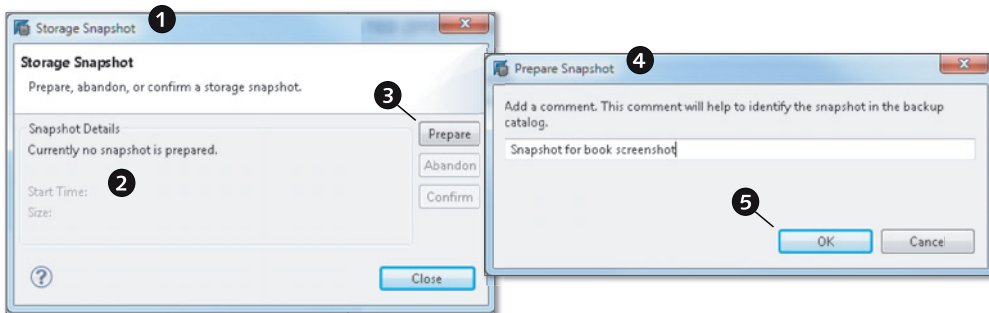 Storage Snapshot
1
Storage Snapshot
Prepare, abandon, or confirm a storage snapshot.
3
Snapshot Details
Currently no snapshot is prepared.
Prepare
Abandon
2
Start Time:
Confirm
Size:
?
Close
Prepare Snapshot
4
Add a comment. This comment will help to identify the snapshot in the backup
catalog.
Snapshot for book screenshot
5
OK
Cancel